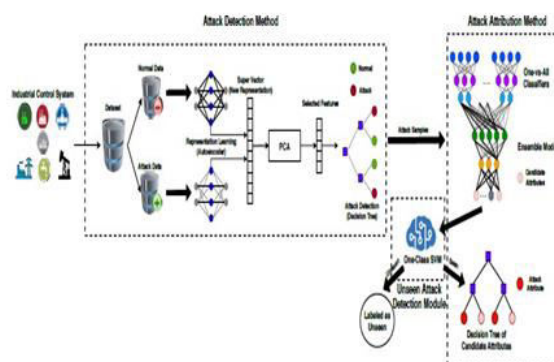 Attack Detection Method
Attack Attribution Method
Industrial Control System
Dataset
Normal Data
Attack Data
Super Vector
(New Representation)
Representation Learning
(Autoencoder)
PCA
Selected Features
Normal
Attack
Attack Detection
(Decision Tree)
Attack Samples
One-vs-All
Classifiers
Ensemble Model
Candidate
Attributes
One-Class SVM
Unseen Attack
Detection Module
Labeled as
Unseen
Attack
Attribute
Decision Tree of
Candidate Attributes